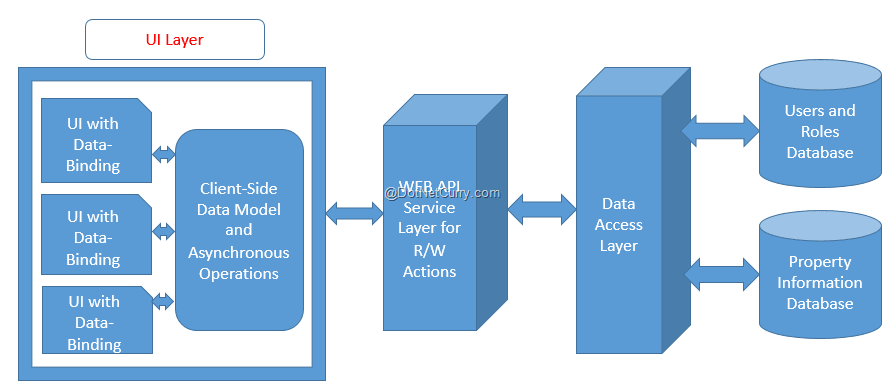 UI Layer
UI with
Data-
Binding
UI with
Data-
Binding
UI with
Data-
Binding
Client-Side
Data Model
and
Asynchronous
Operations
WEB API
Service
Layer for
R/W
Actions
@DotNetCurry.com
Data
Access
Layer
Users and
Roles
Database
Property
Information
Database